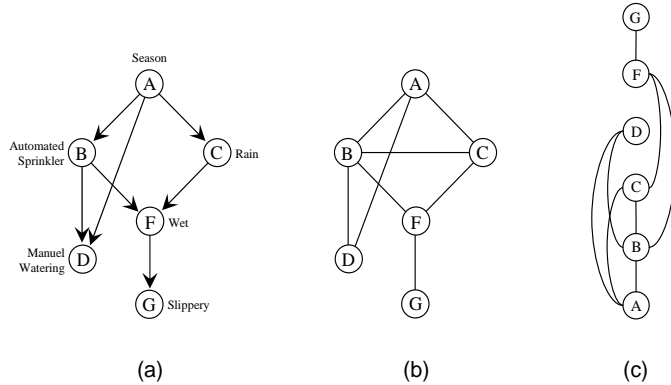 Season
A
Automated
Sprinkler
B
C
Rain
F
Wet
Manuel
Watering
D
G
Slippery
(a)
A
B
C
F
D
G
(b)
G
F
D
C
B
A
(c)